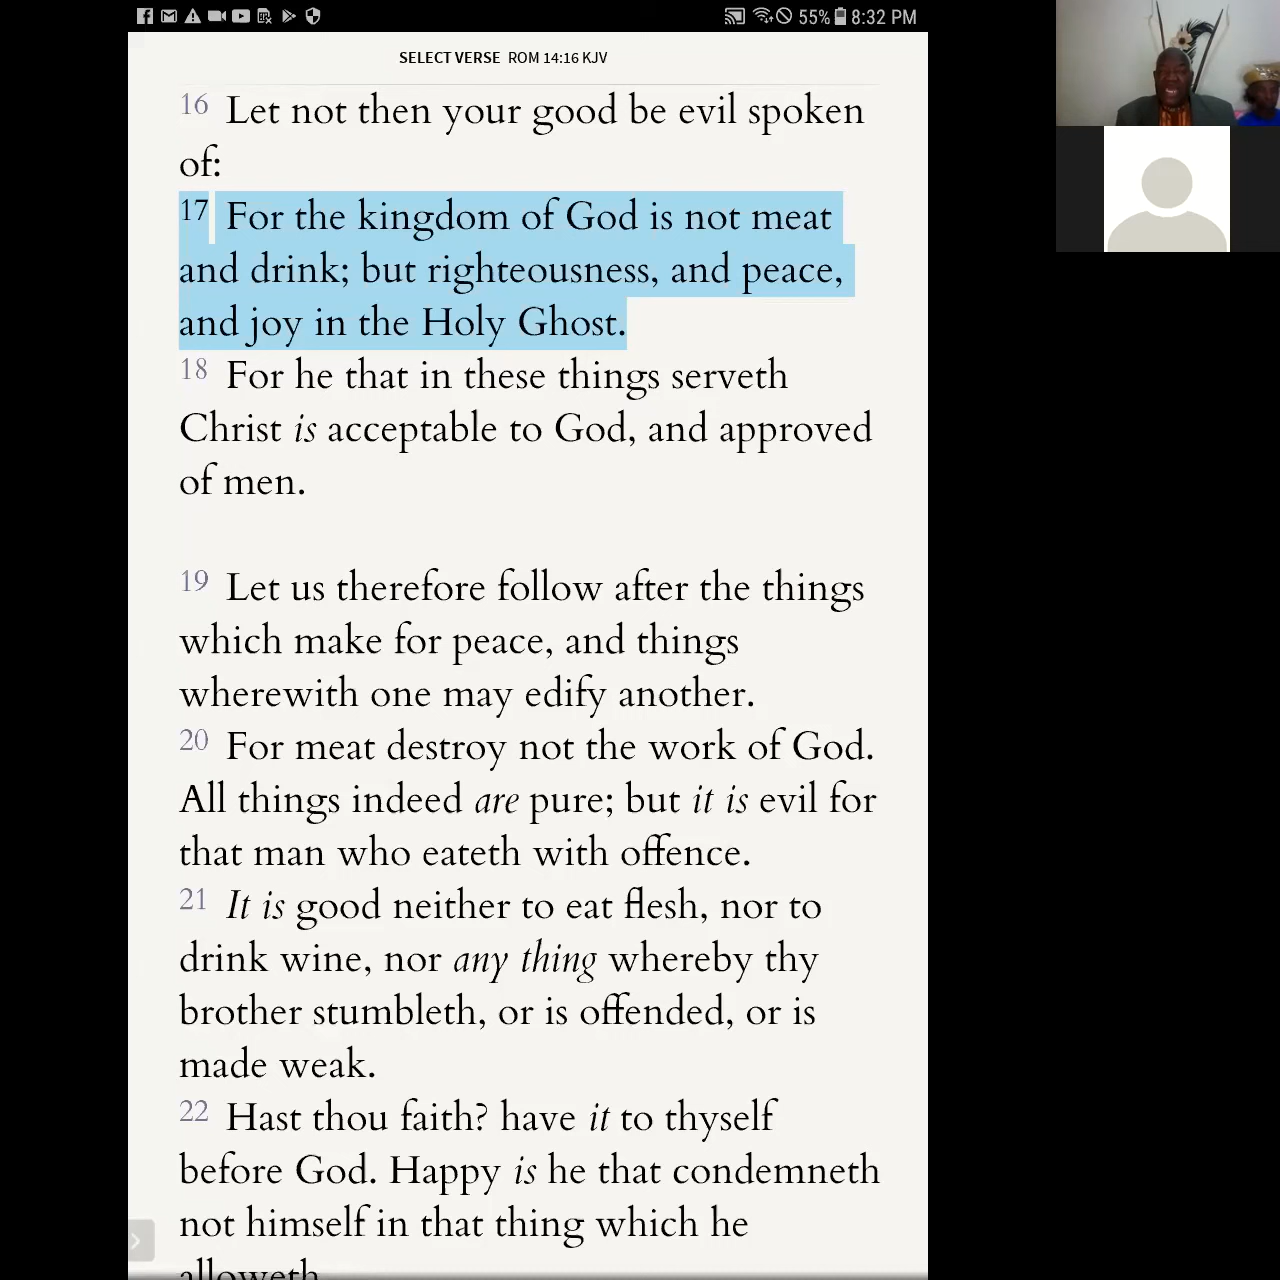 55% 8:32 PM
SELECT VERSE ROM 14:16 KJV
16 Let not then your good be evil spoken
of:
17 For the kingdom of God is not meat
and drink; but righteousness, and peace,
and joy in the Holy Ghost.
18 For he that in these things serveth
Christ is acceptable to God, and approved
of men.
19 Let us therefore follow after the things
which make for peace, and things
wherewith one may edify another.
20 For meat destroy not the work of God.
All things indeed are pure; but it is evil for
that man who eateth with offence.
21 It is good neither to eat flesh, nor to
drink wine, nor any thing whereby thy
brother stumbleth, or is offended, or is
made weak.
22 Hast thou faith? have it to thyself
before God. Happy is he that condemneth
not himself in that thing which he
alloweth.